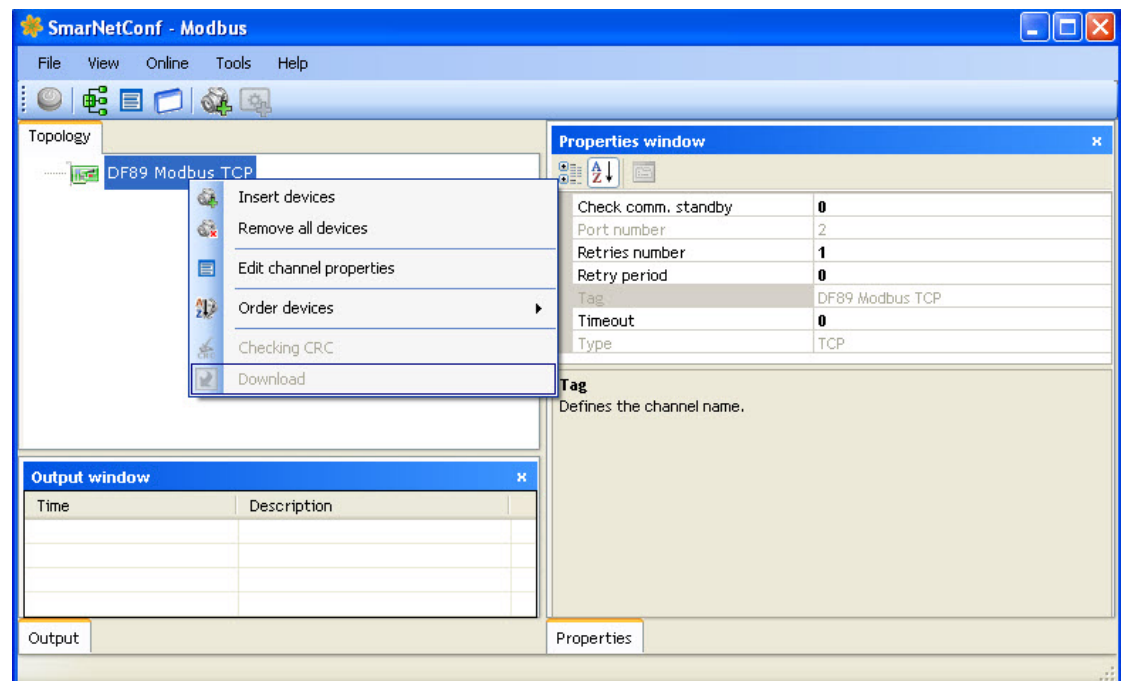 SmarNetConf - Modbus
File View Online Tools Help
Topology
DF89 Modbus TCP
Insert devices
Remove all devices
Edit channel properties
Order devices
Checking CRC
Download
Output window
Time Description
Output
Properties window
Check comm. standby 0
Port number 2
Retries number 1
Retry period 0
Tag DF89 Modbus TCP
Timeout 0
Type TCP
Tag
Defines the channel name.
Properties